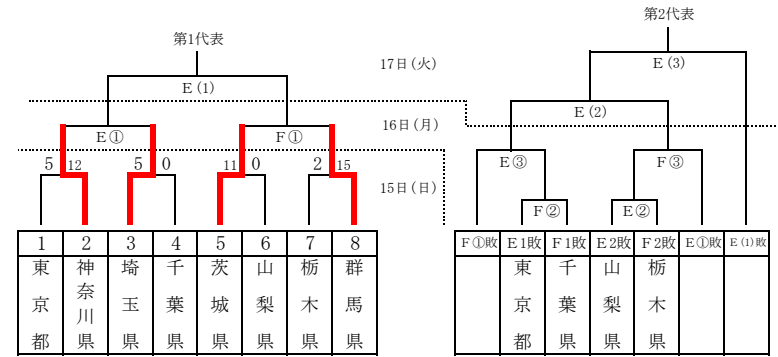 第2代表
第1代表
17日(火)
E(3)
E(1)
E(2)
16日(月)
E① F①
5 12 5 0 11 0 2 15
E③ F③
15日(日)
F② E②
1 2 3 4 5 6 7 8
F①敗 E1敗 F1敗 E2敗 F2敗 E①敗 E(1)敗
東京都 神奈川県 埼玉県 千葉県 茨城県 山梨県 栃木県 群馬県
東京都 千葉県 山梨県 栃木県